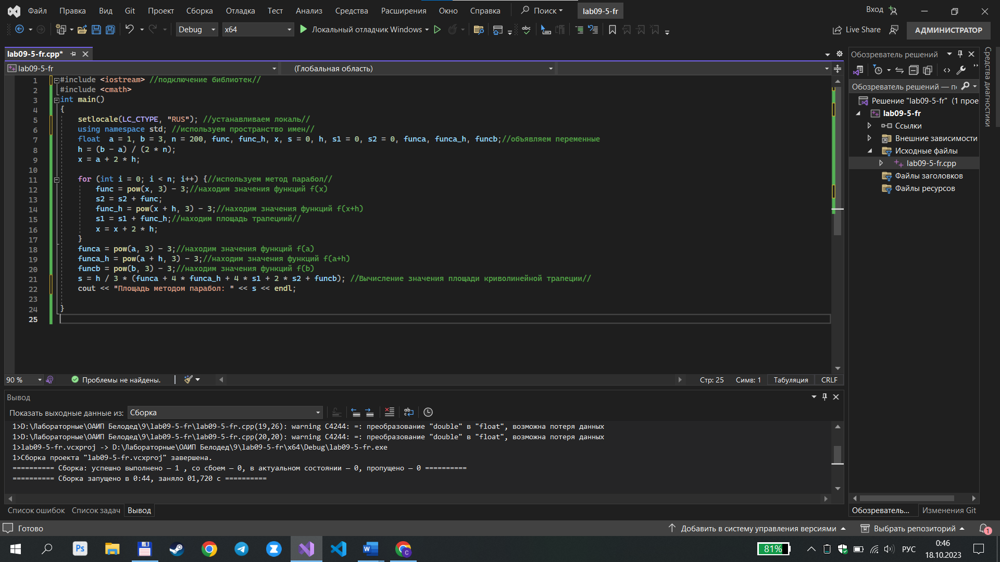 Файл Правка Вид Git Проект Сборка Отладка Тест Анализ Средства Расширения Окно Справка Поиск lab09-5-fr Вход
Debug x64 Локальный отладчик Windows Live Share АДМИНИСТРАТОР
lab09-5-fr.cpp*
lab09-5-fr (Глобальная область)
1 #include <iostream> //подключение библиотек//
2 #include <cmath>
3 int main()
4 {
5 setlocale(LC_CTYPE, "RUS"); //устанавливаем локаль//
6 using namespace std; //используем пространство имен//
7 float a = 1, b = 3, n = 200, func, func_h, x, s = 0, h, s1 = 0, s2 = 0, funca, funca_h, funcb;//объявляем переменные
8 h = (b - a) / (2 * n);
9 x = a + 2 * h;
10
11 for (int i = 0; i < n; i++) {//используем метод парабол//
12 func = pow(x, 3) - 3;//находим значения функций f(x)
13 s2 = s2 + func;
14 func_h = pow(x + h, 3) - 3;//находим значения функций f(x+h)
15 s1 = s1 + func_h;//находим площадь трапеций//
16 x = x + 2 * h;
17 }
18 funca = pow(a, 3) - 3;//находим значения функций f(a)
19 funca_h = pow(a + h, 3) - 3;//находим значения функций f(a+h)
20 funcb = pow(b, 3) - 3;//находим значения функций f(b)
21 s = h / 3 * (funca + 4 * funca_h + 4 * s1 + 2 * s2 + funcb); //Вычисление значения площади криволинейной трапеции//
22 cout << "Площадь методом парабол: " << s << endl;
23
24 }
25
90 % Проблемы не найдены. Стр: 25 Симв: 1 Табуляция CRLF
Вывод
Показать выходные данные из: Сборка
1>D:\Лабораторные\ОАИП Белодед\9\lab09-5-fr\lab09-5-fr.cpp(19,26): warning C4244: =: преобразование "double" в "float", возможна потеря данных
1>D:\Лабораторные\ОАИП Белодед\9\lab09-5-fr\lab09-5-fr.cpp(20,20): warning C4244: =: преобразование "double" в "float", возможна потеря данных
1>lab09-5-fr.vcxproj -> D:\Лабораторные\ОАИП Белодед\9\lab09-5-fr\x64\Debug\lab09-5-fr.exe
1>Сборка проекта "lab09-5-fr.vcxproj" завершена.
========== Сборка: успешно выполнено — 1 , со сбоем — 0, в актуальном состоянии — 0, пропущено — 0 ==========
========== Сборка запущено в 0:44, заняло 01,720 с ==========
Список ошибок Список задач Вывод
Обозреватель решений
Обозреватель решений — п
Решение "lab09-5-fr" (1 прое
lab09-5-fr
Ссылки
Внешние зависимости
Исходные файлы
lab09-5-fr.cpp
Файлы заголовков
Файлы ресурсов
Обозреватель... Изменения Git
Средства диагностики
Готово Добавить в систему управления версиями Выбрать репозиторий 1
Ps 81% РУС 0:46
18.10.2023